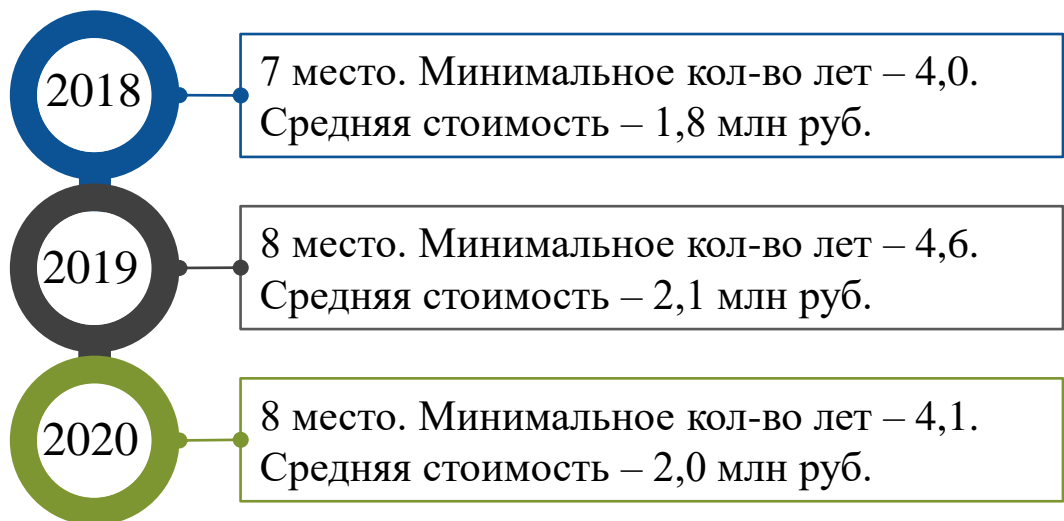 2018
7 место. Минимальное кол-во лет – 4,0.
Средняя стоимость – 1,8 млн руб.
2019
8 место. Минимальное кол-во лет – 4,6.
Средняя стоимость – 2,1 млн руб.
2020
8 место. Минимальное кол-во лет – 4,1.
Средняя стоимость – 2,0 млн руб.